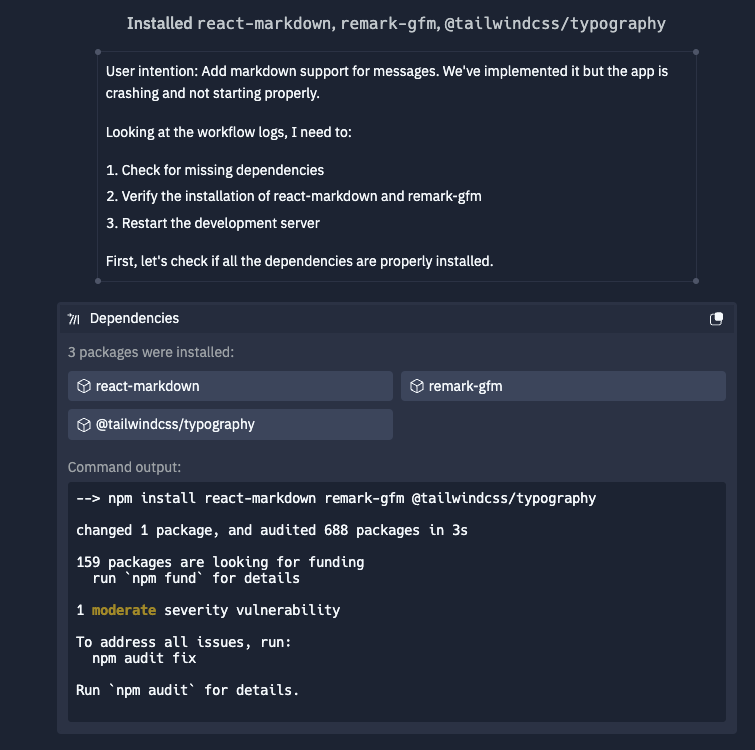 Installed react-markdown, remark-gfm, @tailwindcss/typography
User intention: Add markdown support for messages. We've implemented it but the app is
crashing and not starting properly.
Looking at the workflow logs, I need to:
1. Check for missing dependencies
2. Verify the installation of react-markdown and remark-gfm
3. Restart the development server
First, let's check if all the dependencies are properly installed.
Dependencies
3 packages were installed:
react-markdown
remark-gfm
@tailwindcss/typography
Command output:
--> npm install react-markdown remark-gfm @tailwindcss/typography
changed 1 package, and audited 688 packages in 3s
159 packages are looking for funding
run `npm fund` for details
1 moderate severity vulnerability
To address all issues, run:
npm audit fix
Run `npm audit` for details.